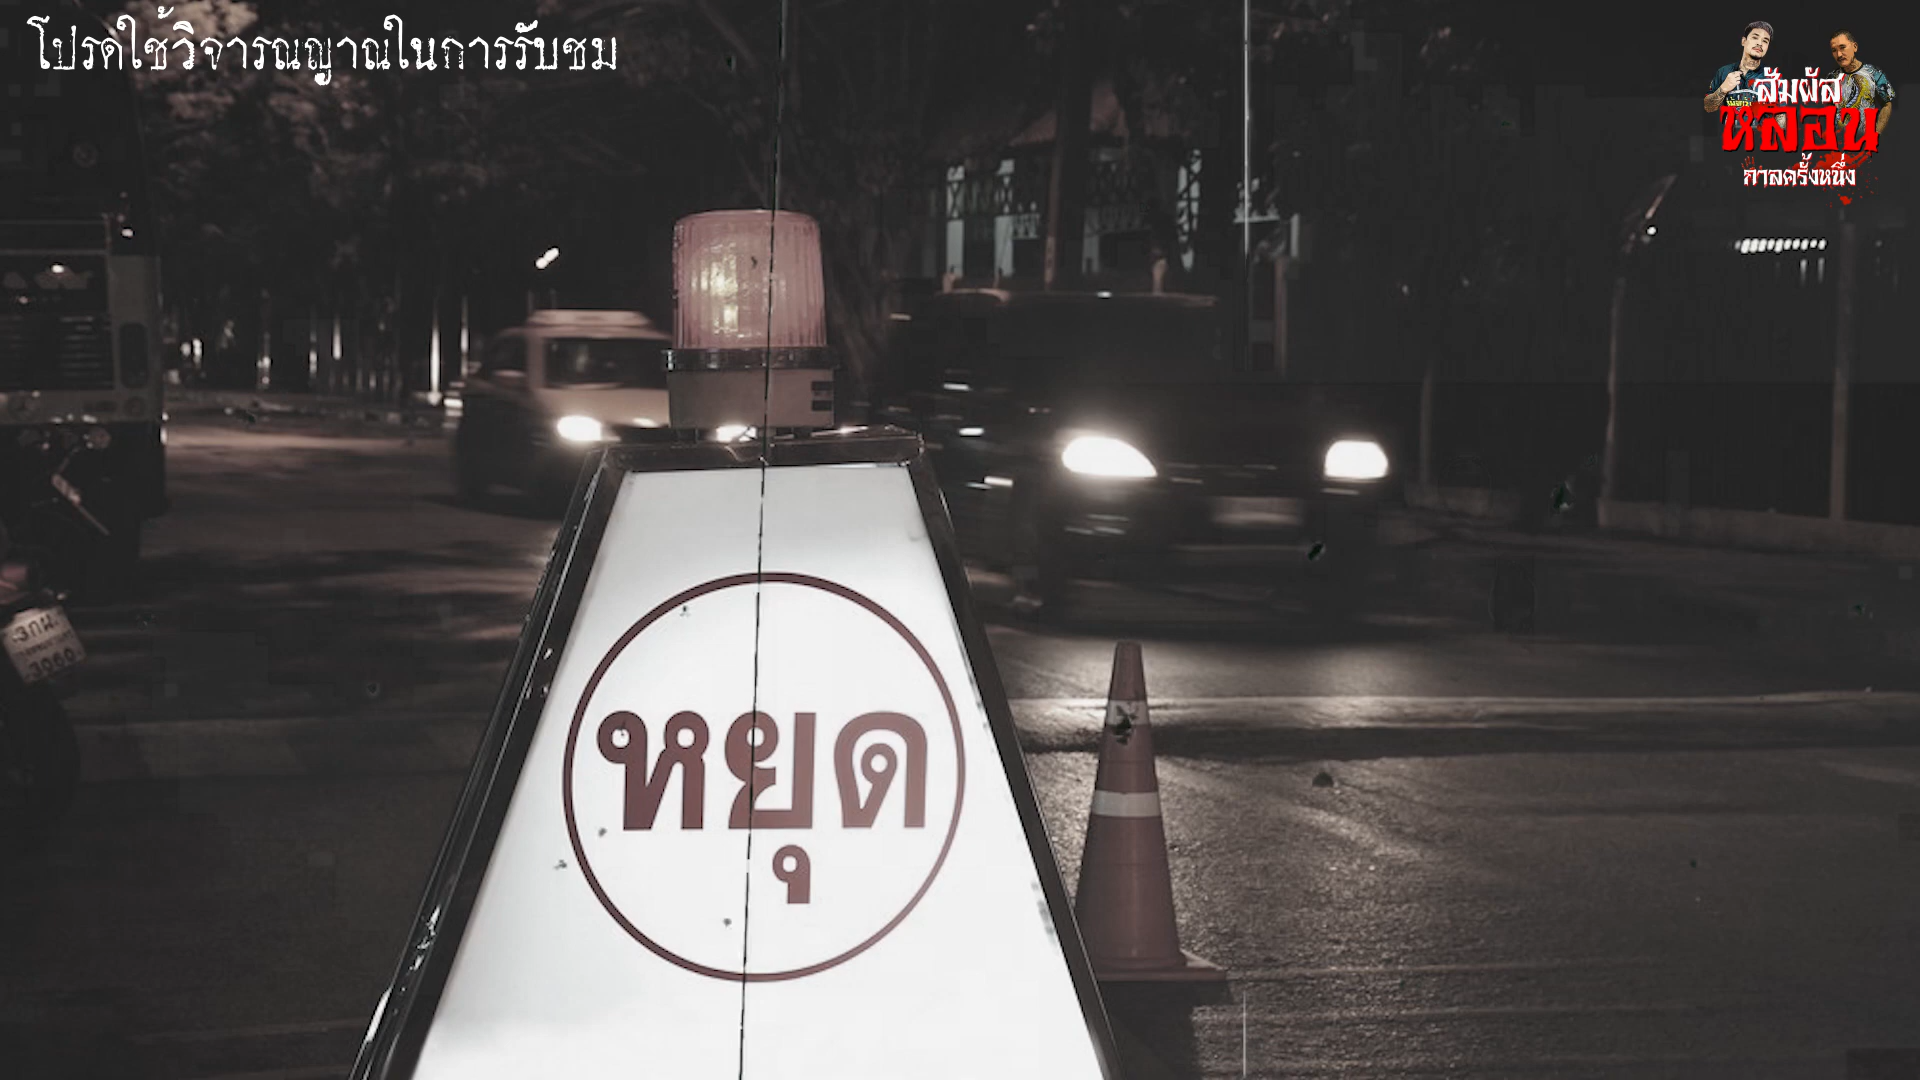 โปรดใช้วิจารณญาณในการรับชม
สัมผัส
หลอน
กาลครั้งหนึ่ง
หยุด
3060